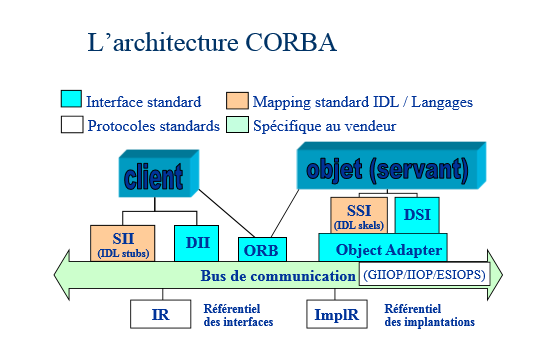 L'architecture CORBA
Interface standard
Mapping standard IDL / Langages
Protocoles standards
Spécifique au vendeur
client
objet (servant)
SII
(IDL stubs)
DII
ORB
SSI
(IDL skels)
DSI
Object Adapter
Bus de communication
(GIIOP/IIOP/ESIOPS)
IR
Référentiel
des interfaces
ImplR
Référentiel
des implantations